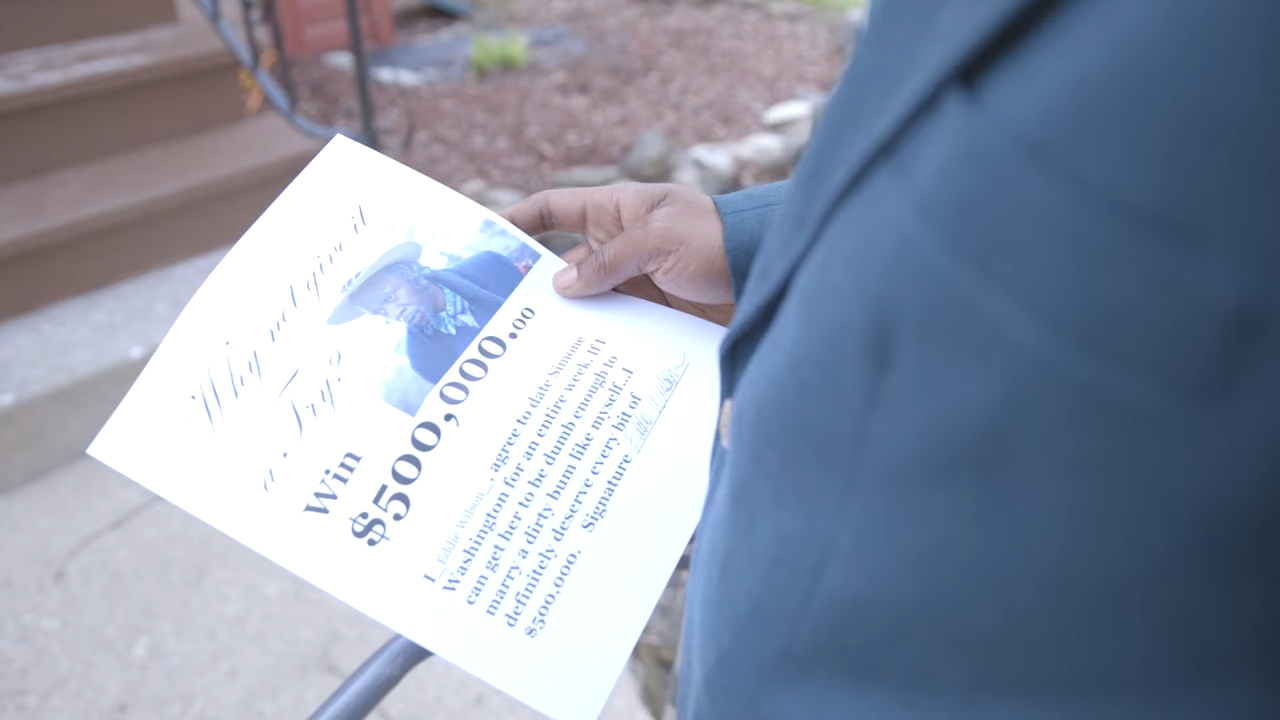 Why not give it
a Try?
Win
$500,000.00
I_Eddie Wilson_, agree to date Simone
Washington for an entire week. If I
can get her to be dumb enough to
marry a dirty bum like myself...I
definitely deserve every bit of
$500,000. Signature Eddie Wilson